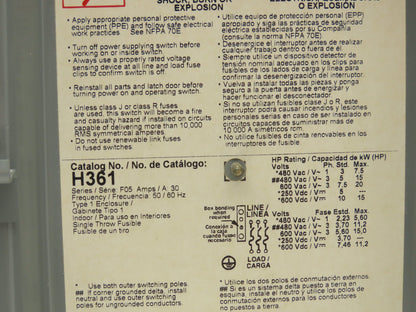 SHOCK, BURN OR
EXPLOSION
• Apply appropriate personal protective
equipment (PPE) and follow safe electrical
work practices. See NFPA 70E
• Turn off power supplying switch before
working on or inside switch.
• Always use a properly rated voltage
sensing device at all line and load fuse
clips to confirm switch is off.
• Reinstall all parts and latch door before
turning power on and operating switch.
• Unless class J or class R fuses
are used, this switch will become a fire
and casualty hazard if installed on circuits
capable of delivering more than 10,000
RMS symmetrical amperes.
• Do not use renewable link fuses
in fused switches.
O EXPLOSIÓN
• Utilice equipo de protección personal (EPP)
apropiado y siga las prácticas de seguridad
eléctrica establecidas por su Compañía
(consulte la norma NFPA 70E).
• Desenergice el interruptor antes de realizar
cualquier trabajo dentro o fuera de él.
• Siempre utilice un dispositivo detector de
tensión nominal adecuado en los clips para
fusibles de los lados de carga y línea para
confirmar la desenergización del interruptor.
• Vuelva a instalar todas las piezas y ponga
seguro a la puerta antes de energizar y
hacer funcionar el desconectador.
• Si no se utilizan fusibles clase J o R, este
interruptor podrá causar incendios y lesiones
personales serias en caso de ser instalado en
circuitos capaces de suministrar más de
10,000 A simétricos rcm.
• No utilice fusibles de cinta renovables en los
interruptores de fusibles.
Catalog No. / No. de Catálogo:
H361
Series / Serie: F05 Amps / A: 30
Frequency / Frecuencia: 50 / 60 Hz
Type 1 Enclosure /
Gabinete Tipo 1
Indoor / Para uso en Interiores
Single Throw Fusible
Fusible de un tiro
Box bonding
when
required
Conexión a la
caja cuando
sea
necesario
LINE /
LÍNEA
LOAD /
CARGA
HP Rating / Capacidad de kW (HP)
Volts Ph. Std. Max.
*480 Vac / V~ 1 3 7.5
##480 Vac / V~ 3 5 15
600 Vac / V~ 3 7.5 20
*250 Vdc / V⎓ 5 ---
*600 Vdc / V⎓ 10 15
Volts Fase Estd. Max.
*480 Vac / V~ 1 2,23 5,60
##480 Vac / V~ 3 3,70 11,2
600 Vac / V~ 3 5,60 15,0
*250 Vdc / V⎓ 3,70 ---
*600 Vdc / V⎓ 7,46 11,2
* Use both outer switching poles
## If corner grounded delta, install
neutral and use outer switching
poles for ungrounded conductors.
* Utilice los dos polos de conmutación externos.
## Si es un sistema delta puesto a tierra en
esquina, instale el neutro y utilice los dos
polos de conmutación externos para los conductores
no puestos a tierra.